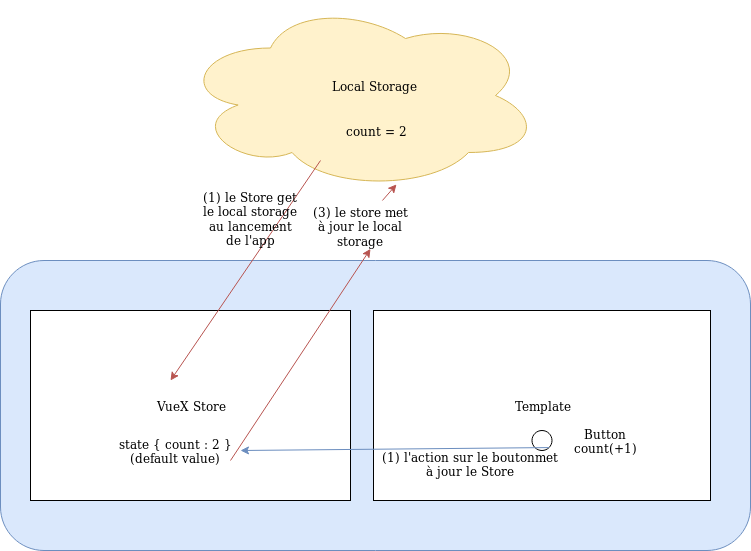 Local Storage
count = 2
(1) le Store get
le local storage
au lancement
de l'app
(3) le store met
à jour le local
storage
VueX Store
state { count : 2 }
(default value)
Template
Button
count(+1)
(1) l'action sur le boutonmet
à jour le Store